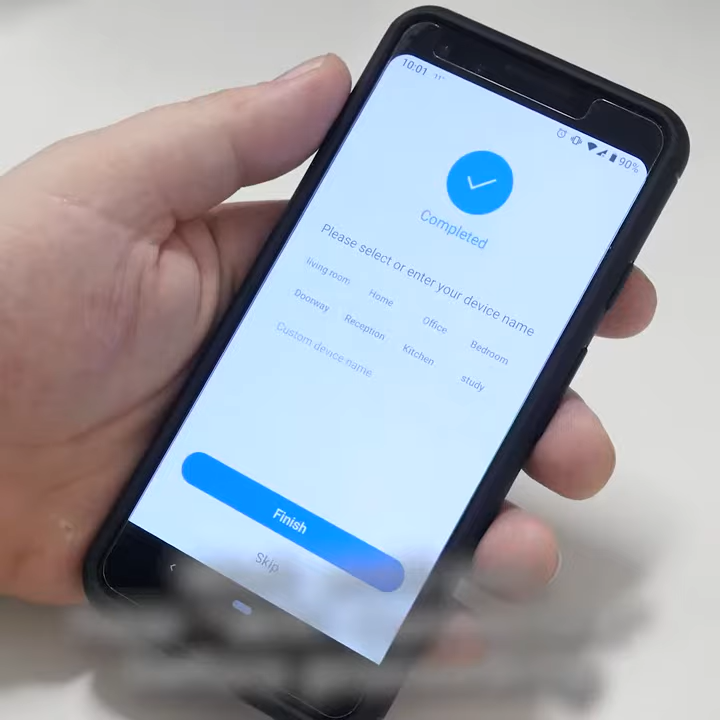 10:01
90%
Completed
Please select or enter your device name
living room Home Office Bedroom
Doorway Reception Kitchen study
Custom device name
Finish
Skip